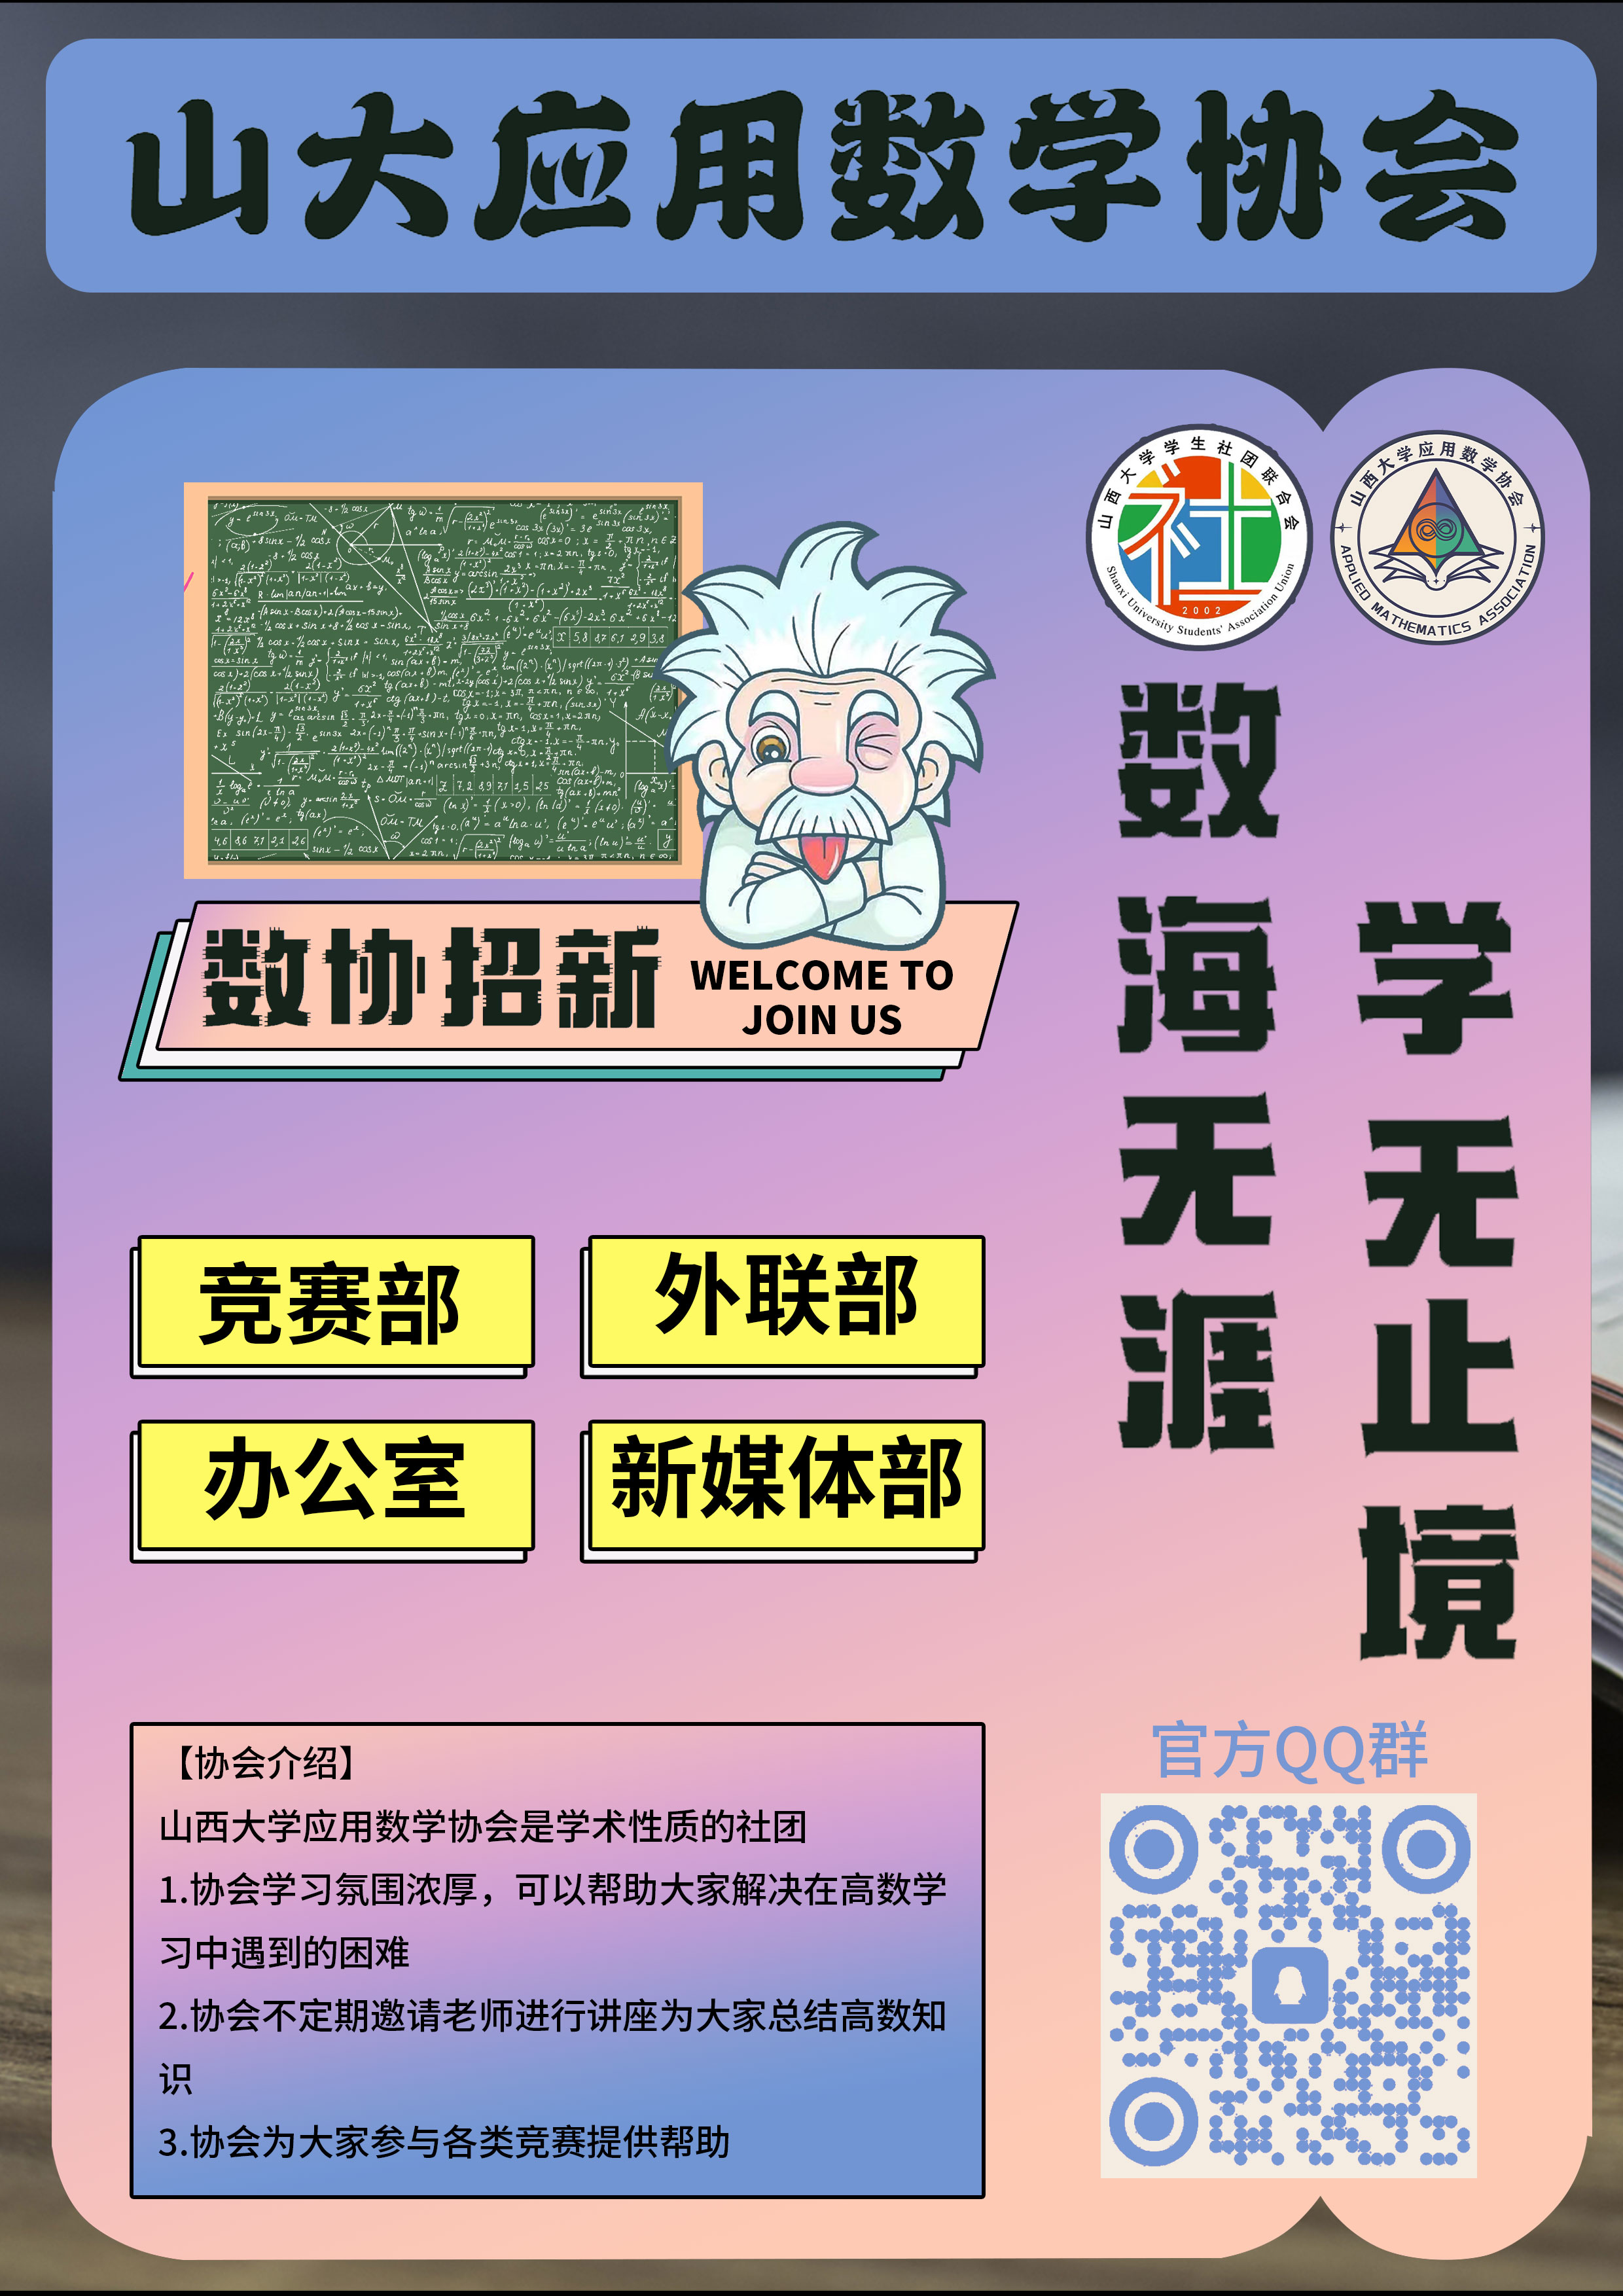 山大应用数学协会
山西大学学生社团联合会
Shanxi University Students' Association Union
2002
山西大学应用数学协会
APPLIED MATHEMATICS ASSOCIATION
数海无涯
学无止境
数协招新
WELCOME TO
JOIN US
竞赛部
外联部
办公室
新媒体部
【协会介绍】
山西大学应用数学协会是学术性质的社团
1.协会学习氛围浓厚，可以帮助大家解决在高数学
习中遇到的困难
2.协会不定期邀请老师进行讲座为大家总结高数知
识
3.协会为大家参与各类竞赛提供帮助
官方QQ群